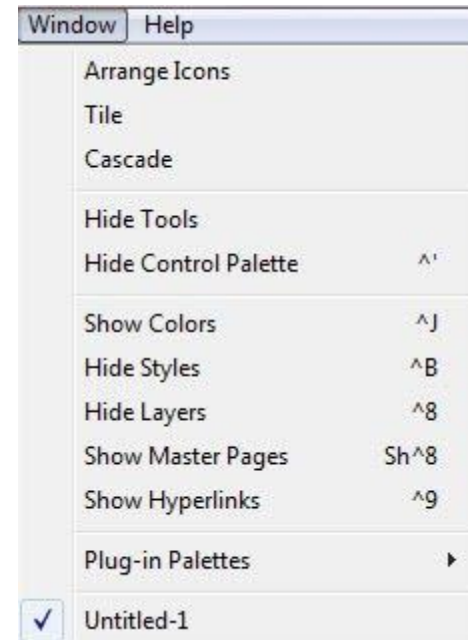 Window Help
Arrange Icons
Tile
Cascade
Hide Tools
Hide Control Palette ^'
Show Colors ^J
Hide Styles ^B
Hide Layers ^8
Show Master Pages Sh^8
Show Hyperlinks ^9
Plug-in Palettes
Untitled-1